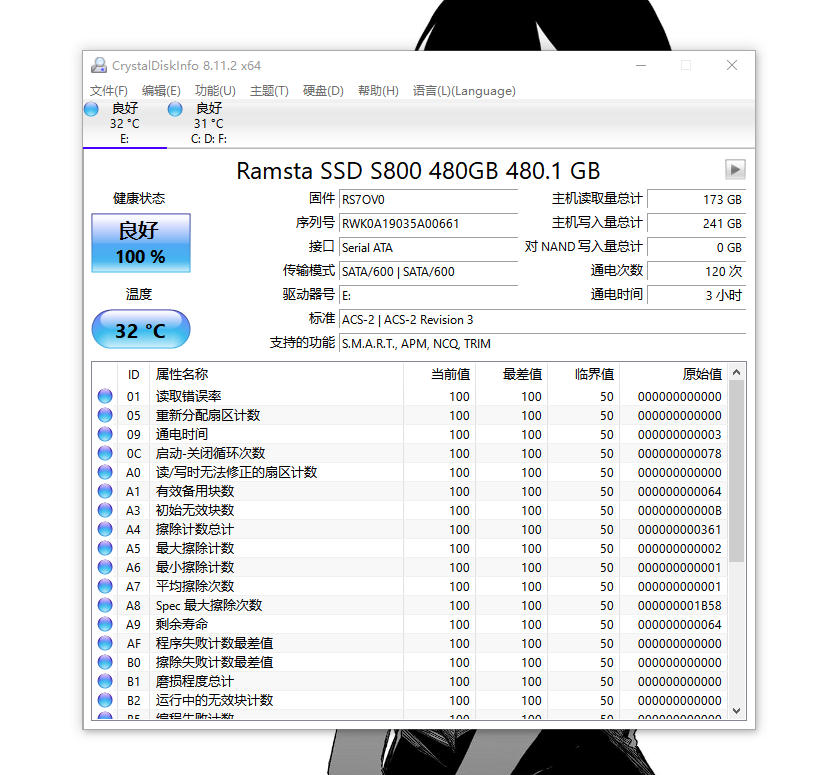 CrystalDiskInfo 8.11.2 x64
文件(F) 编辑(E) 功能(U) 主题(T) 硬盘(D) 帮助(H) 语言(L)(Language)
良好 良好
32 °C 31 °C
E: C: D: F:
Ramsta SSD S800 480GB 480.1 GB
健康状态
良好
100 %
温度
32 °C
固件 RS7OV0 主机读取量总计 173 GB
序列号 RWK0A19035A00661 主机写入量总计 241 GB
接口 Serial ATA 对 NAND 写入量总计 0 GB
传输模式 SATA/600 | SATA/600 通电次数 120 次
驱动器号 E: 通电时间 3 小时
标准 ACS-2 | ACS-2 Revision 3
支持的功能 S.M.A.R.T., APM, NCQ, TRIM
ID 属性名称 当前值 最差值 临界值 原始值
01 读取错误率 100 100 50 000000000000
05 重新分配扇区计数 100 100 50 000000000000
09 通电时间 100 100 50 000000000003
0C 启动-关闭循环次数 100 100 50 000000000078
A0 读/写时无法修正的扇区计数 100 100 50 000000000000
A1 有效备用块数 100 100 50 000000000064
A3 初始无效块数 100 100 50 00000000000B
A4 擦除计数总计 100 100 50 000000000361
A5 最大擦除计数 100 100 50 000000000002
A6 最小擦除计数 100 100 50 000000000001
A7 平均擦除次数 100 100 50 000000000001
A8 Spec 最大擦除次数 100 100 50 000000001B58
A9 剩余寿命 100 100 50 000000000064
AF 程序失败计数最差值 100 100 50 000000000000
B0 擦除失败计数最差值 100 100 50 000000000000
B1 磨损程度总计 100 100 50 000000000000
B2 运行中的无效块计数 100 100 50 000000000000
B5 编程失败计数 100 100 50 000000000000